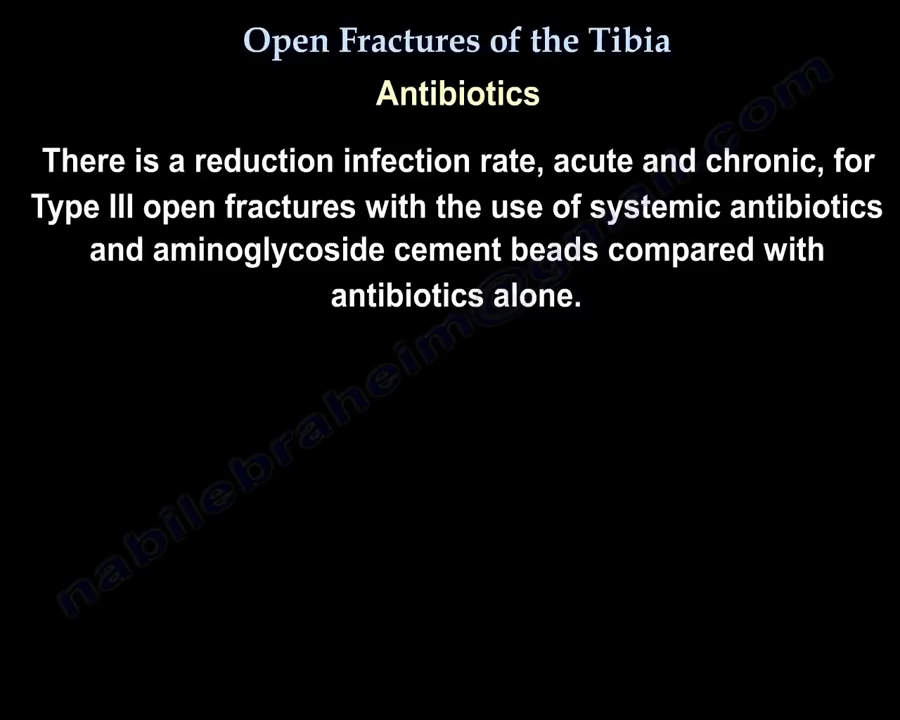 Open Fractures of the Tibia
Antibiotics
There is a reduction infection rate, acute and chronic, for
Type III open fractures with the use of systemic antibiotics
and aminoglycoside cement beads compared with
antibiotics alone.
nabilebraheim@gmail.com